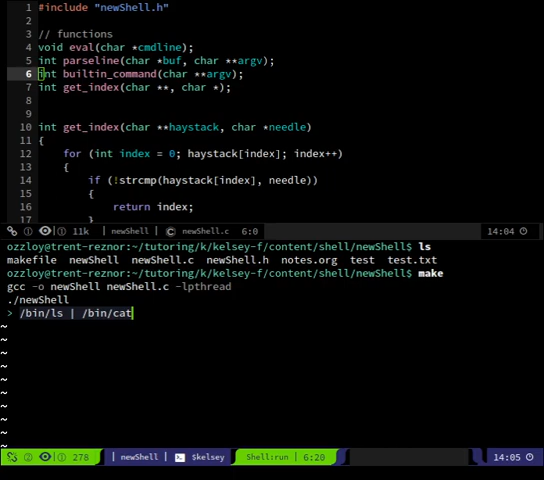 1 #include "newShell.h"
2
3 // functions
4 void eval(char *cmdline);
5 int parseline(char *buf, char **argv);
6 int builtin_command(char **argv);
7 int get_index(char **, char *);
8
9
10 int get_index(char **haystack, char *needle)
11 {
12 for (int index = 0; haystack[index]; index++)
13 {
14 if (!strcmp(haystack[index], needle))
15 {
16 return index;
17 }
① 11k | newShell | C newShell.c 6:0 14:04
ozzloy@trent-reznor:~/tutoring/k/kelsey-f/content/shell/newShell$ ls
makefile newShell newShell.c newShell.h notes.org test test.txt
ozzloy@trent-reznor:~/tutoring/k/kelsey-f/content/shell/newShell$ make
gcc -o newShell newShell.c -lpthread
./newShell
> /bin/ls | /bin/cat
~
~
~
~
~
~
~
~
~
~
② ① 278 | newShell | $kelsey Shell:run | 6:20 14:05